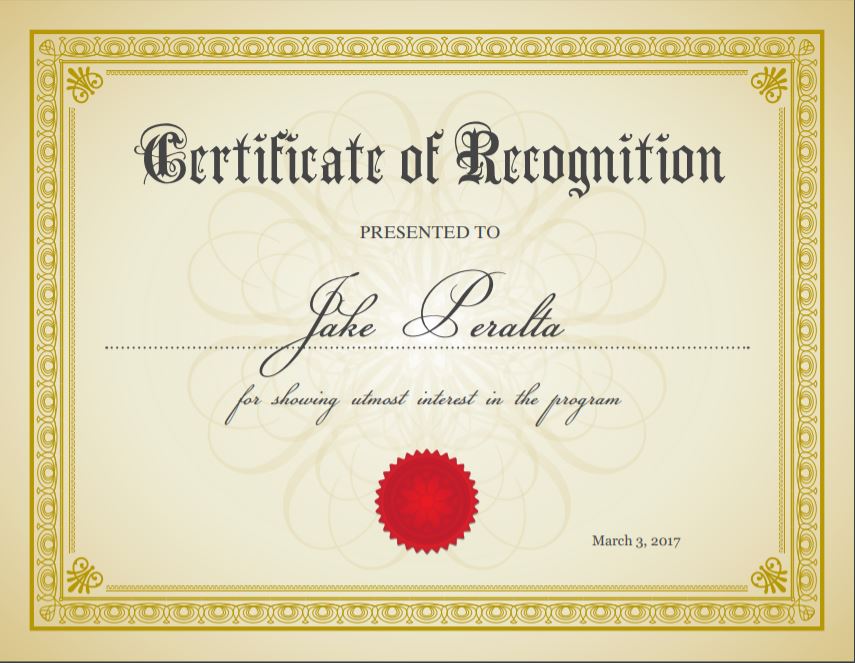 Certificate of Recognition
PRESENTED TO
Jake Peralta
for showing utmost interest in the program
March 3, 2017